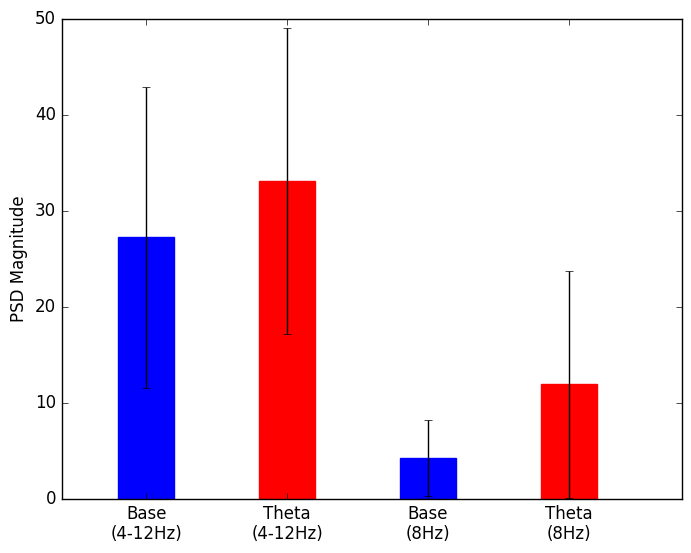 50
40
30
20
10
0
PSD Magnitude
Base
(4-12Hz)
Theta
(4-12Hz)
Base
(8Hz)
Theta
(8Hz)